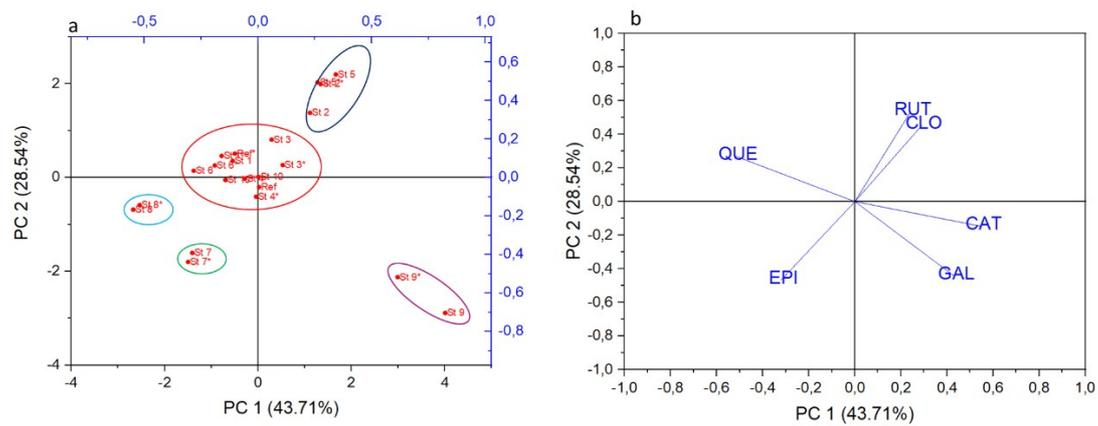 a
-0,5 0,0 0,5 1,0
St 5
St 2*
St 2
St 3
Ref*
St 1
St 6
St 6
St 3*
St 10
Ref
St 4*
St 8*
St 8
St 7
St 7*
St 9*
St 9
2
0
-2
-4
0,6
0,4
0,2
0,0
-0,2
-0,4
-0,6
-0,8
-4 -2 0 2 4
PC 2 (28.54%)
PC 1 (43.71%)
b
1,0
0,8
0,6
0,4
0,2
0,0
-0,2
-0,4
-0,6
-0,8
-1,0
RUT
CLO
QUE
CAT
GAL
EPI
-1,0 -0,8 -0,6 -0,4 -0,2 0,0 0,2 0,4 0,6 0,8 1,0
PC 2 (28.54%)
PC 1 (43.71%)